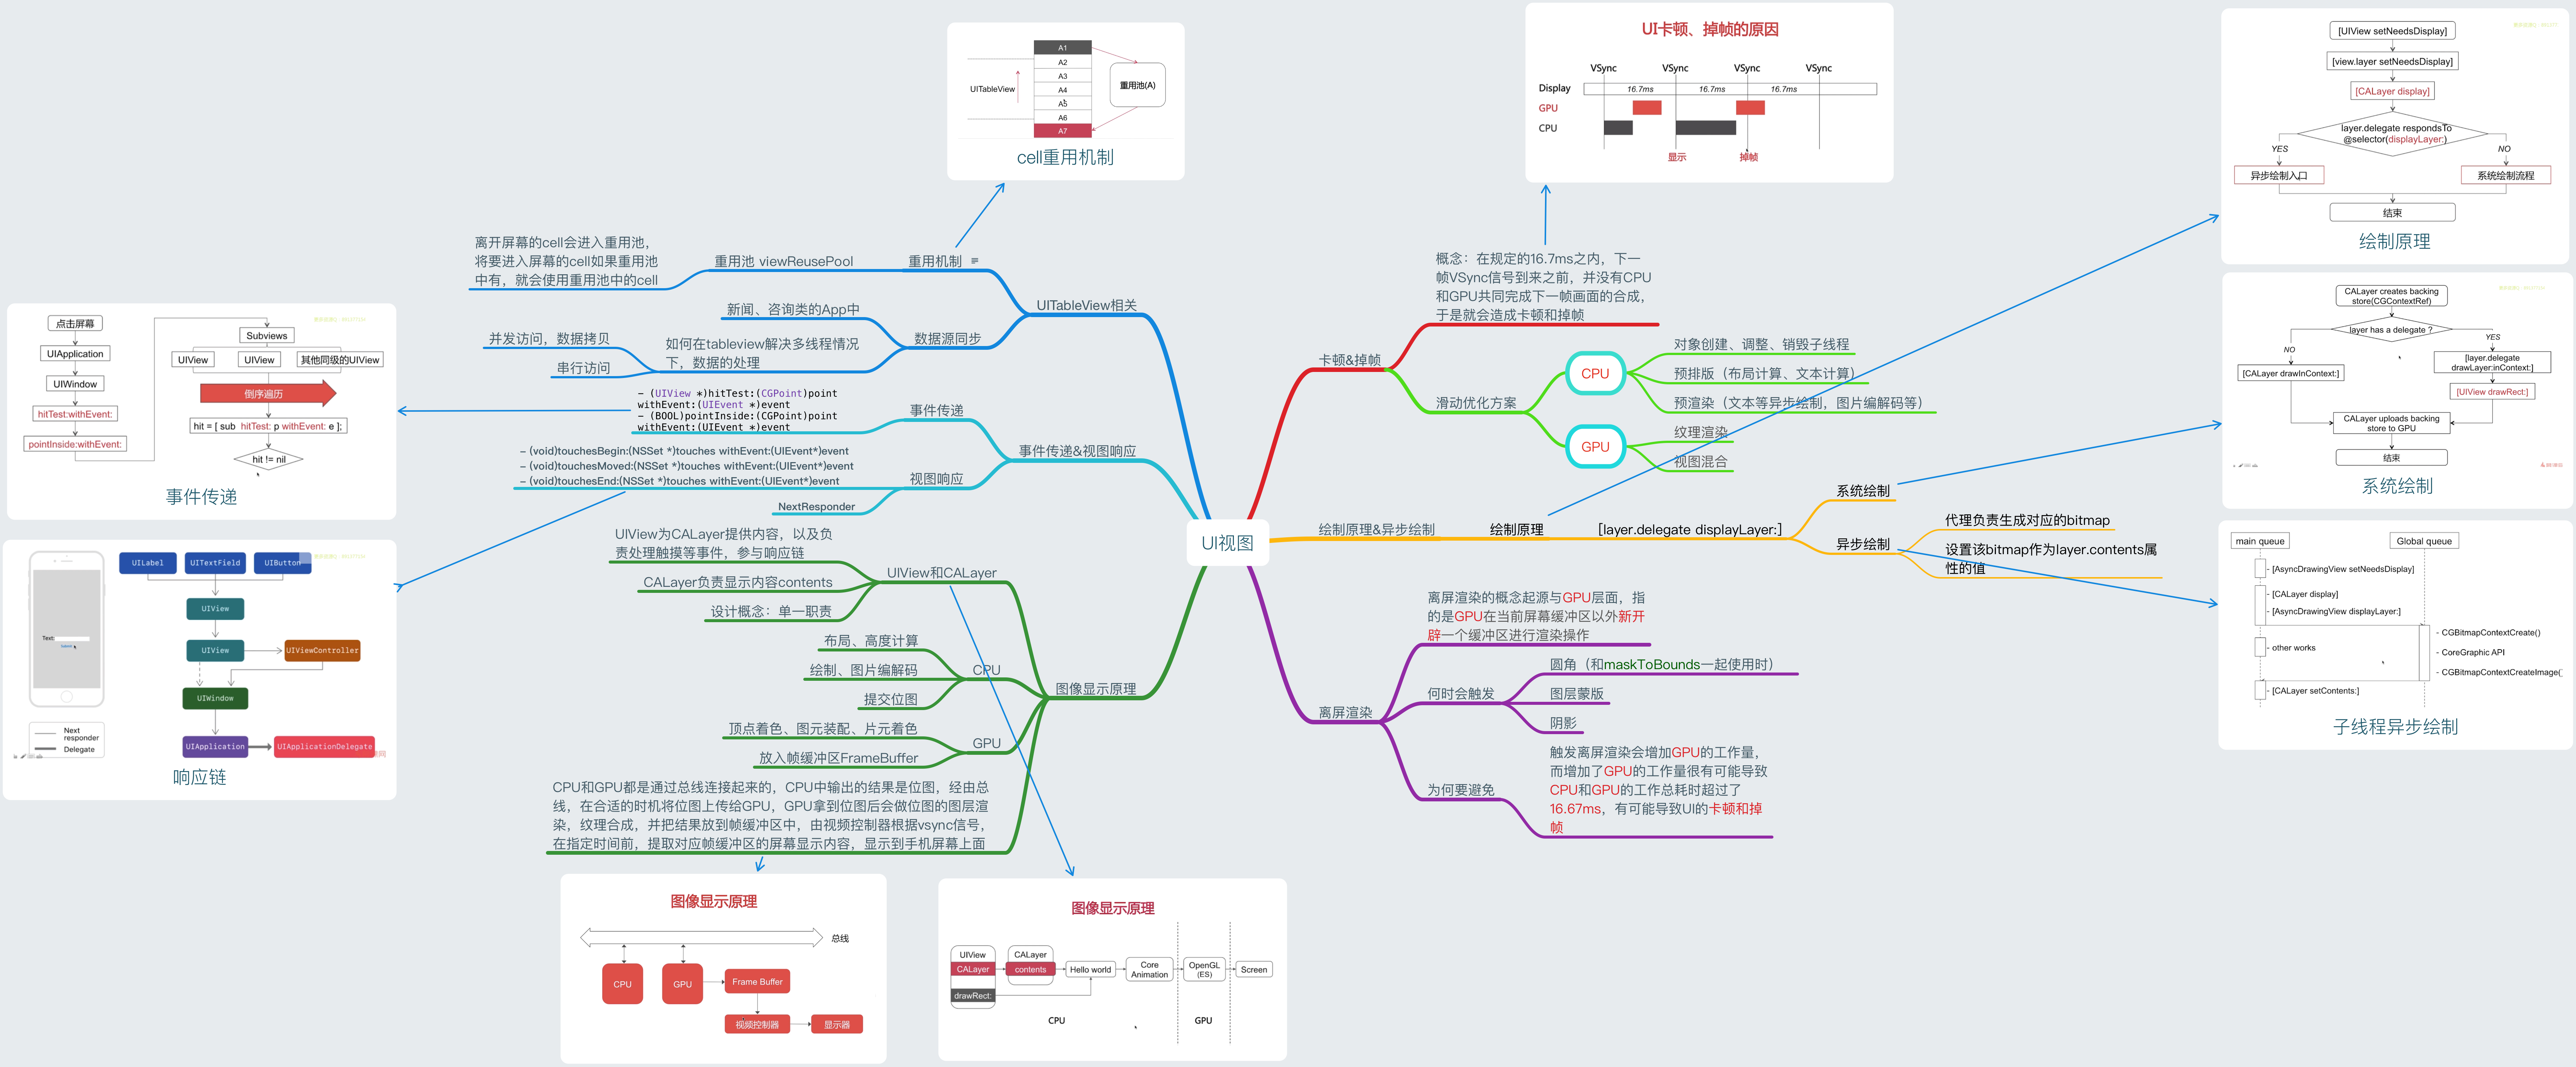 UI视图
UITableView相关
重用机制
重用池 viewReusePool
离开屏幕的cell会进入重用池，
将要进入屏幕的cell如果重用池
中有，就会使用重用池中的cell
数据源同步
新闻、咨询类的App中
如何在tableview解决多线程情况
下，数据的处理
并发访问，数据拷贝
串行访问
事件传递&视图响应
事件传递
- (UIView *)hitTest:(CGPoint)point
withEvent:(UIEvent *)event
- (BOOL)pointInside:(CGPoint)point
withEvent:(UIEvent *)event
视图响应
- (void)touchesBegin:(NSSet *)touches withEvent:(UIEvent*)event
- (void)touchesMoved:(NSSet *)touches withEvent:(UIEvent*)event
- (void)touchesEnd:(NSSet *)touches withEvent:(UIEvent*)event
NextResponder
图像显示原理
UIView和CALayer
UIView为CALayer提供内容，以及负
责处理触摸等事件，参与响应链
CALayer负责显示内容contents
设计概念：单一职责
CPU
布局、高度计算
绘制、图片编解码
提交位图
GPU
顶点着色、图元装配、片元着色
放入帧缓冲区FrameBuffer
CPU和GPU都是通过总线连接起来的，CPU中输出的结果是位图，经由总
线，在合适的时机将位图上传给GPU，GPU拿到位图后会做位图的图层渲
染，纹理合成，并把结果放到帧缓冲区中，由视频控制器根据vsync信号，
在指定时间前，提取对应帧缓冲区的屏幕显示内容，显示到手机屏幕上面
卡顿&掉帧
概念：在规定的16.7ms之内，下一
帧VSync信号到来之前，并没有CPU
和GPU共同完成下一帧画面的合成，
于是就会造成卡顿和掉帧
滑动优化方案
CPU
对象创建、调整、销毁子线程
预排版（布局计算、文本计算）
预渲染（文本等异步绘制，图片编解码等）
GPU
纹理渲染
视图混合
绘制原理&异步绘制
绘制原理
[layer.delegate displayLayer:]
系统绘制
异步绘制
代理负责生成对应的bitmap
设置该bitmap作为layer.contents属
性的值
离屏渲染
离屏渲染的概念起源与GPU层面，指
的是GPU在当前屏幕缓冲区以外新开
辟一个缓冲区进行渲染操作
何时会触发
圆角（和maskToBounds一起使用时）
图层蒙版
阴影
为何要避免
触发离屏渲染会增加GPU的工作量，
而增加了GPU的工作量很有可能导致
CPU和GPU的工作总耗时超过了
16.67ms，有可能导致UI的卡顿和掉
帧
A1
A2
A3
A4
A5
A6
A7
UITableView
重用池(A)
cell重用机制
UI卡顿、掉帧的原因
VSync VSync VSync VSync
Display 16.7ms 16.7ms 16.7ms
GPU
CPU
显示 掉帧
[UIView setNeedsDisplay]
[view.layer setNeedsDisplay]
[CALayer display]
layer.delegate respondsTo
@selector(displayLayer:)
YES NO
异步绘制入口 系统绘制流程
结束
绘制原理
CALayer creates backing
store(CGContextRef)
layer has a delegate ?
NO YES
[CALayer drawInContext:]
[layer.delegate
drawLayer:inContext:]
[UIView drawRect:]
CALayer uploads backing
store to GPU
结束
系统绘制
main queue Global queue
- [AsyncDrawingView setNeedsDisplay]
- [CALayer display]
- [AsyncDrawingView displayLayer:]
- CGBitmapContextCreate()
- other works
- CoreGraphic API
- CGBitmapContextCreateImage(
- [CALayer setContents:]
子线程异步绘制
点击屏幕
UIApplication
UIWindow
hitTest:withEvent:
pointInside:withEvent:
Subviews
UIView UIView 其他同级的UIView
倒序遍历
hit = [ sub hitTest: p withEvent: e ];
hit != nil
事件传递
UILabel UITextField UIButton
UIView
UIView UIViewController
UIWindow
UIApplication UIApplicationDelegate
Text:
Next
responder
Delegate
响应链
图像显示原理
总线
CPU GPU Frame Buffer
视频控制器 显示器
图像显示原理
UIView CALayer
CALayer contents Hello world
Core
Animation
OpenGL
(ES)
Screen
drawRect:
CPU GPU